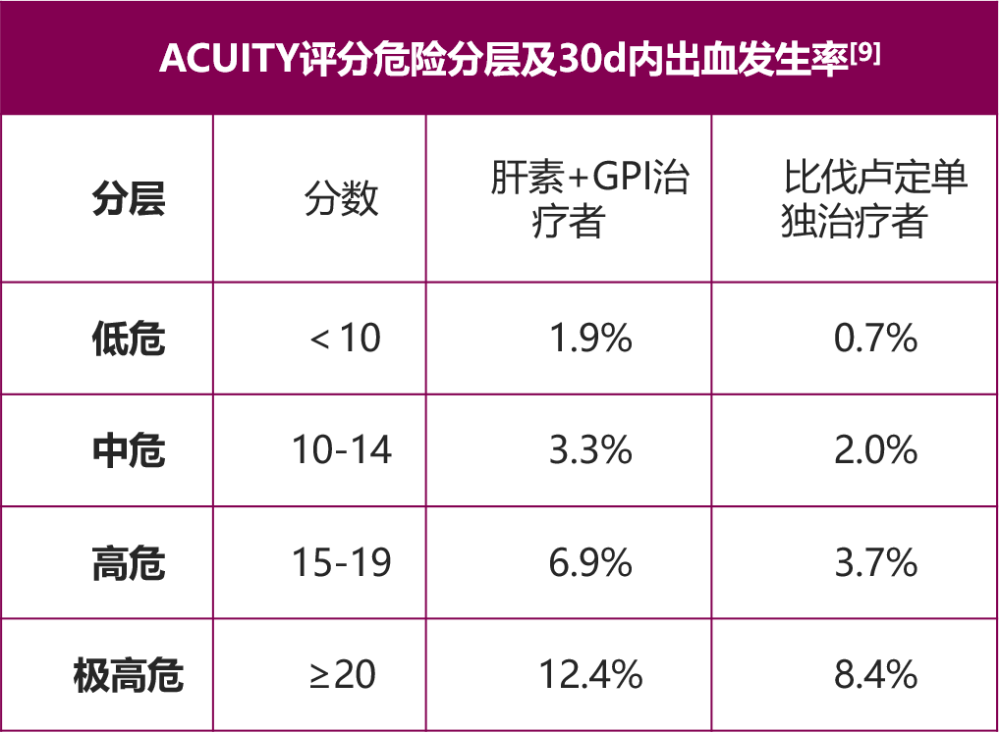 ACUITY评分危险分层及30d内出血发生率[9]
分层 分数 肝素+GPI治疗者 比伐卢定单独治疗者
低危 <10 1.9% 0.7%
中危 10-14 3.3% 2.0%
高危 15-19 6.9% 3.7%
极高危 ≥20 12.4% 8.4%